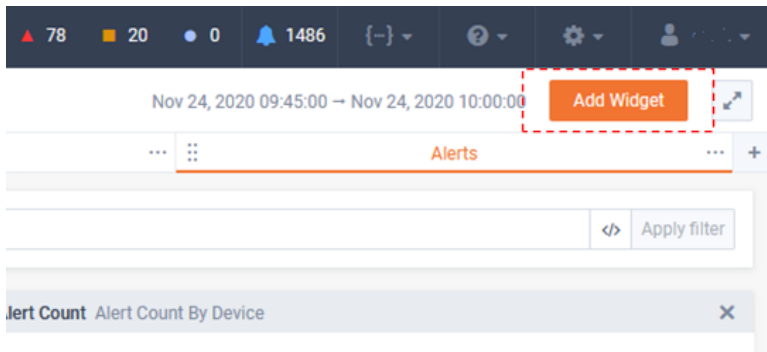 78 20 0 1486 {···}
Nov 24, 2020 09:45:00 → Nov 24, 2020 10:00:00 Add Widget
··· Alerts ··· +
</> Apply filter
Alert Count Alert Count By Device